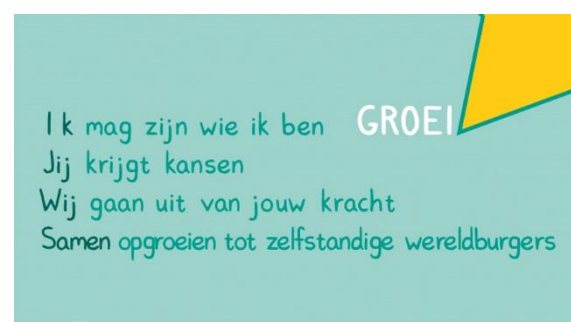 Ik mag zijn wie ik ben GROEI
Jij krijgt kansen
Wij gaan uit van jouw kracht
Samen opgroeien tot zelfstandige wereldburgers